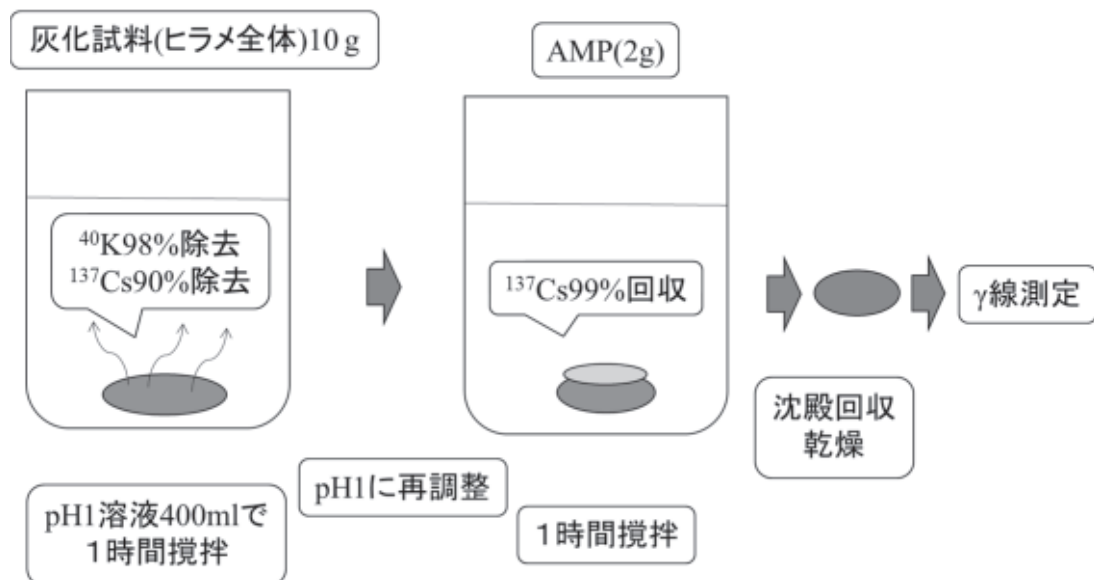 灰化試料(ヒラメ全体)10 g
AMP(2g)
⁴⁰K98%除去
¹³⁷Cs90%除去
¹³⁷Cs99%回収
γ線測定
沈殿回収
乾燥
pH1に再調整
pH1溶液400mlで
1時間撹拌
1時間撹拌